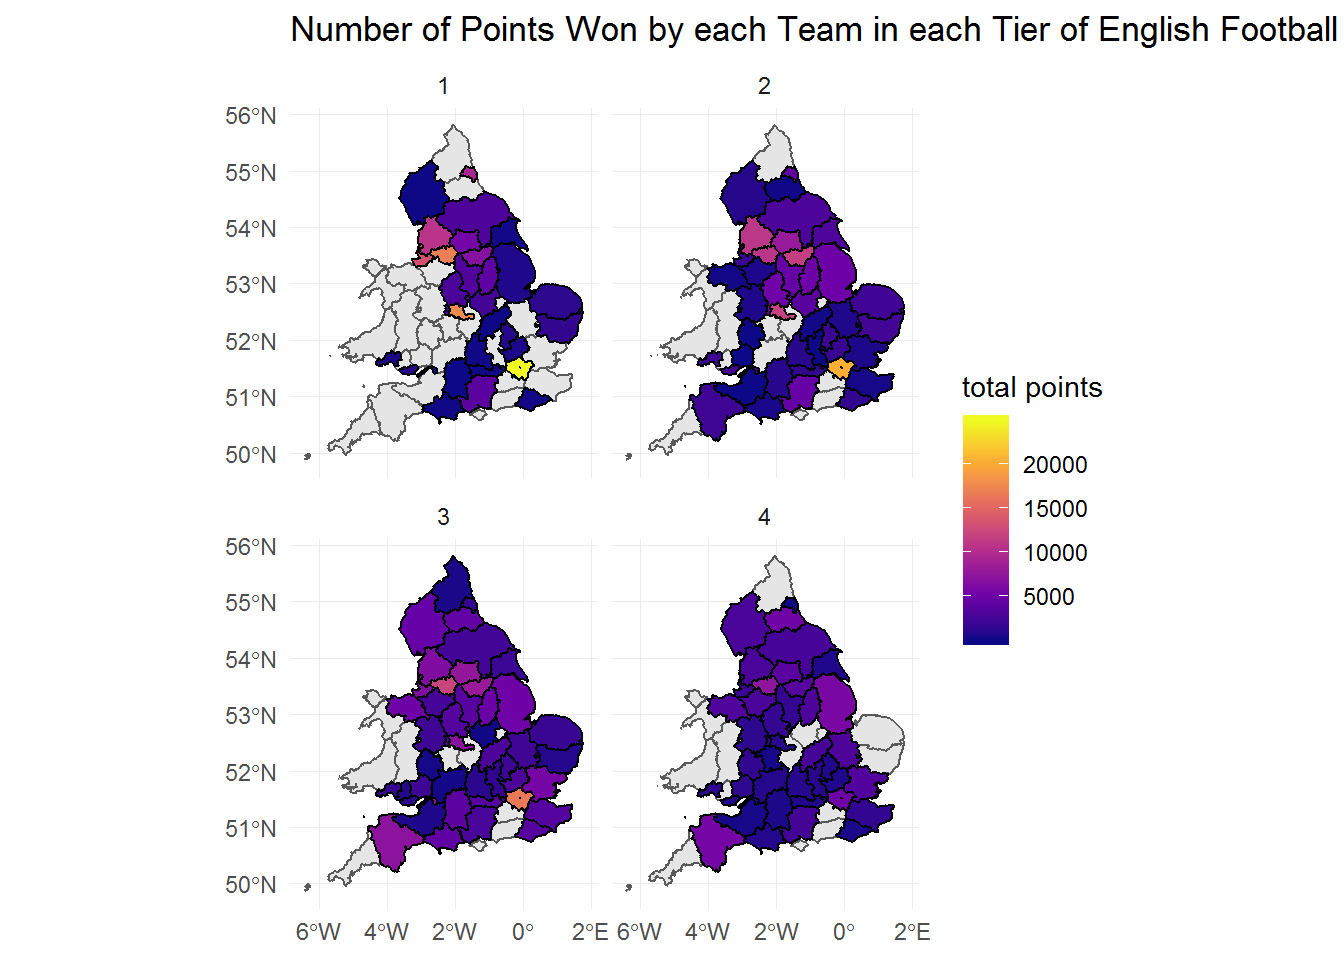 Number of Points Won by each Team in each Tier of English Football
1
2
56°N
55°N
54°N
53°N
52°N
51°N
50°N
3
4
56°N
55°N
54°N
53°N
52°N
51°N
50°N
6°W 4°W 2°W 0° 2°E 6°W 4°W 2°W 0° 2°E
total points
20000
15000
10000
5000